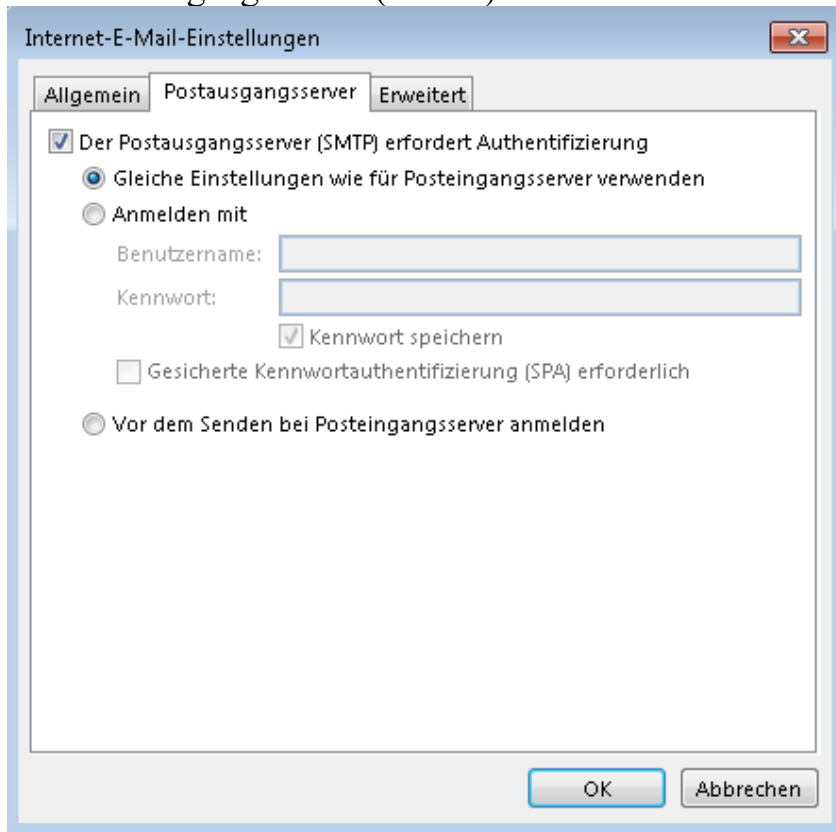 Internet-E-Mail-Einstellungen
Allgemein Postausgangsserver Erweitert
Der Postausgangsserver (SMTP) erfordert Authentifizierung
Gleiche Einstellungen wie für Posteingangsserver verwenden
Anmelden mit
Benutzername:
Kennwort:
Kennwort speichern
Gesicherte Kennwortauthentifizierung (SPA) erforderlich
Vor dem Senden bei Posteingangsserver anmelden
OK Abbrechen